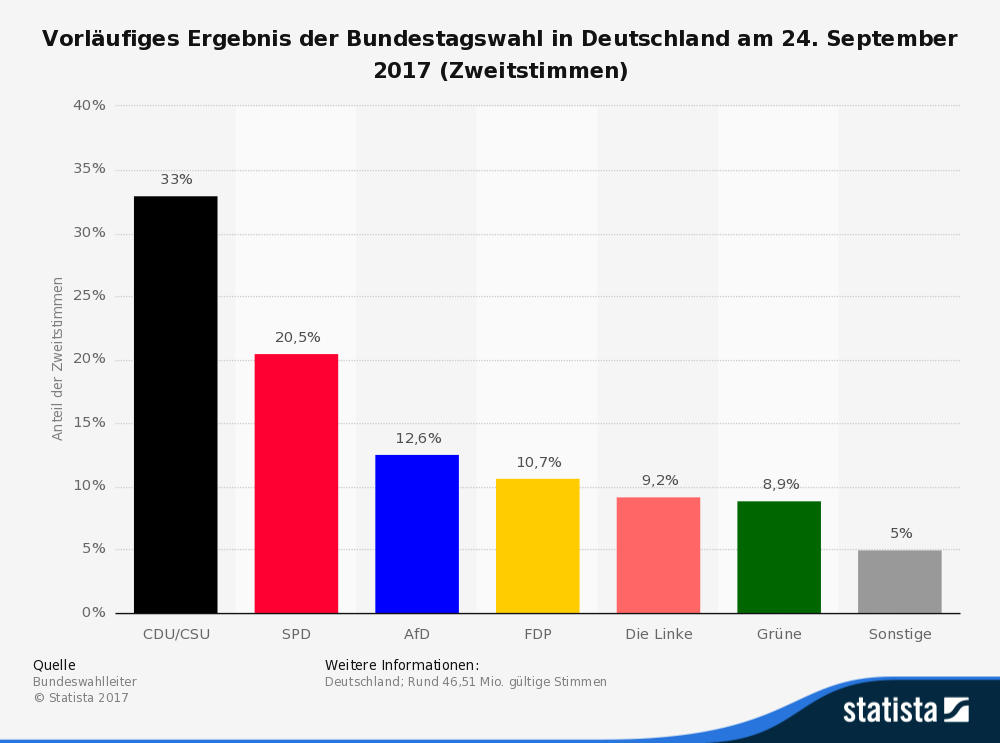 Vorläufiges Ergebnis der Bundestagswahl in Deutschland am 24. September
2017 (Zweitstimmen)
Anteil der Zweitstimmen
40%
35%
30%
25%
20%
15%
10%
5%
0%
33%
20,5%
12,6%
10,7%
9,2%
8,9%
5%
CDU/CSU
SPD
AfD
FDP
Die Linke
Grüne
Sonstige
Quelle
Bundeswahlleiter
© Statista 2017
Weitere Informationen:
Deutschland; Rund 46,51 Mio. gültige Stimmen
statista